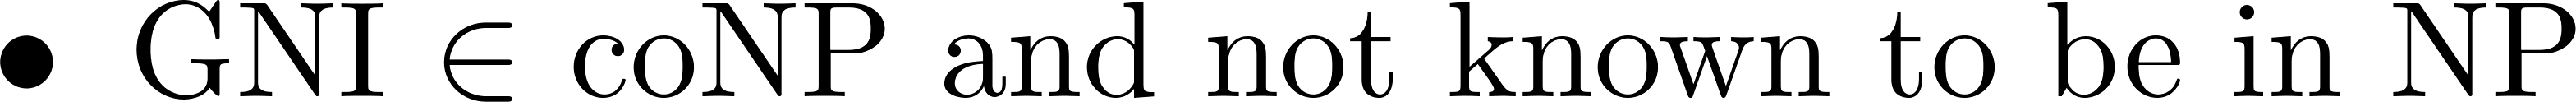 ● GNI ∈ coNP and not known to be in NP